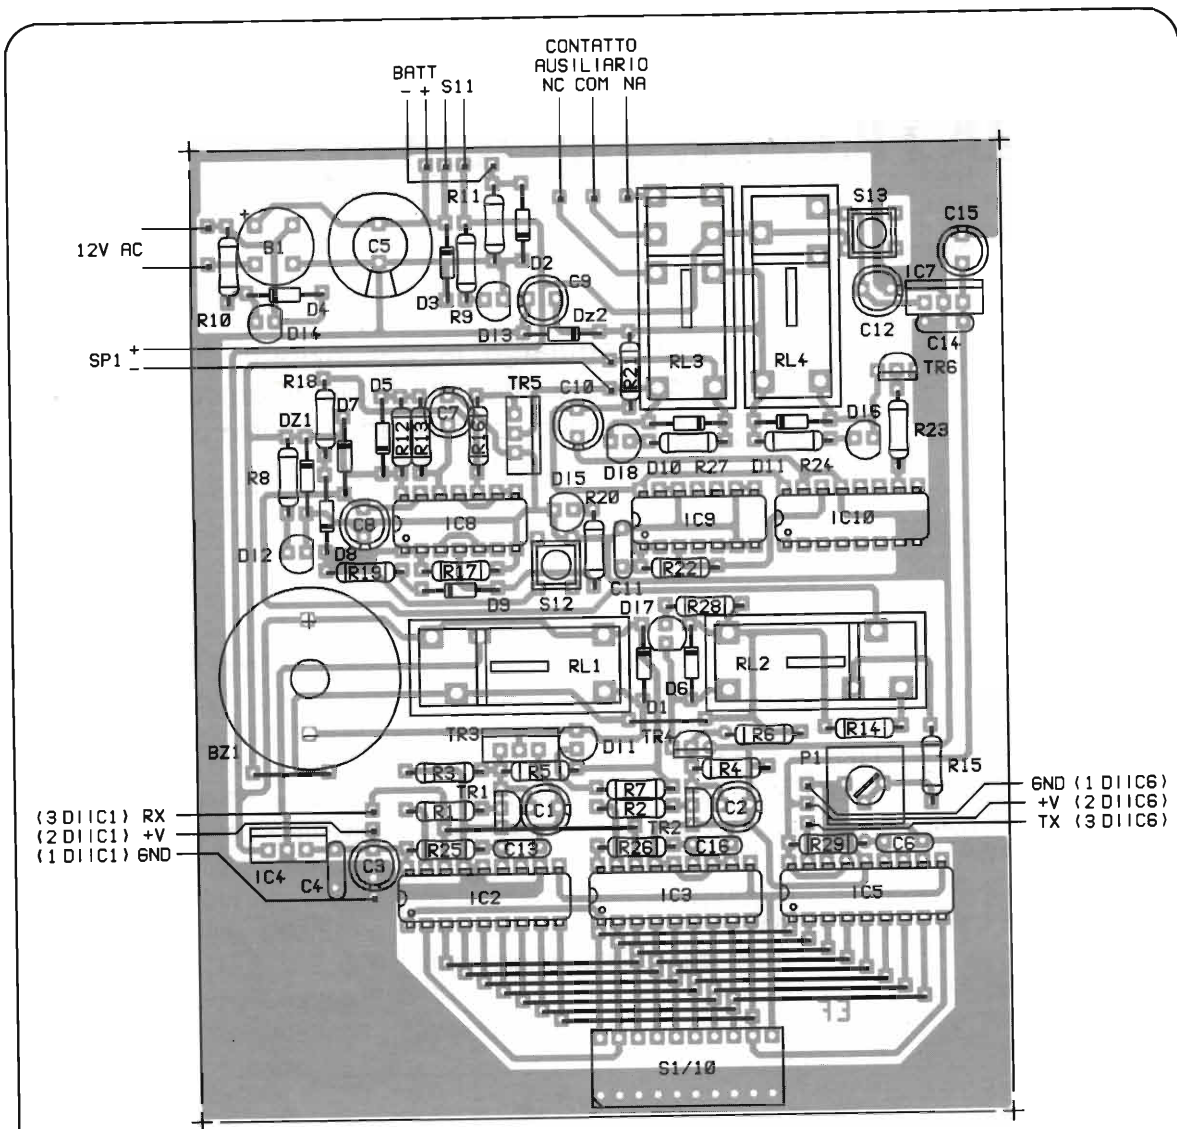 CONTATTO
AUSILIARIO
NC COM NA
BATT
- + S11
R11
S13
C15
+
B1
C5
12V AC
D2
C9
IC7
D3
R9
R10
D4
D14
D13
Dz2
C12
C14
SP1 +
-
R21
RL3
RL4
TR6
R18
D5
TR5
C10
D7
C7
DZ1
R12
R13
R16
D16
R23
D18
D10
R27
D11
R24
R8
D15
R20
C8
IC8
IC9
IC10
D12
D8
R19
R17
R22
C11
D9
S12
D17
R28
RL1
RL2
D6
D1
TR3
D11
TR4
R6
R14
BZ1
R3
R5
R4
P1
R15
TR1
R7
GND (1 DI IC6)
(3 DI IC1) RX
R1
C1
R2
C2
+V (2 DI IC6)
(2 DI IC1) +V
TR2
TX (3 DI IC6)
(1 DI IC1) GND
R25
C13
R26
C16
R29
C6
IC4
C4
C3
IC2
IC3
IC5
EF
S1/10